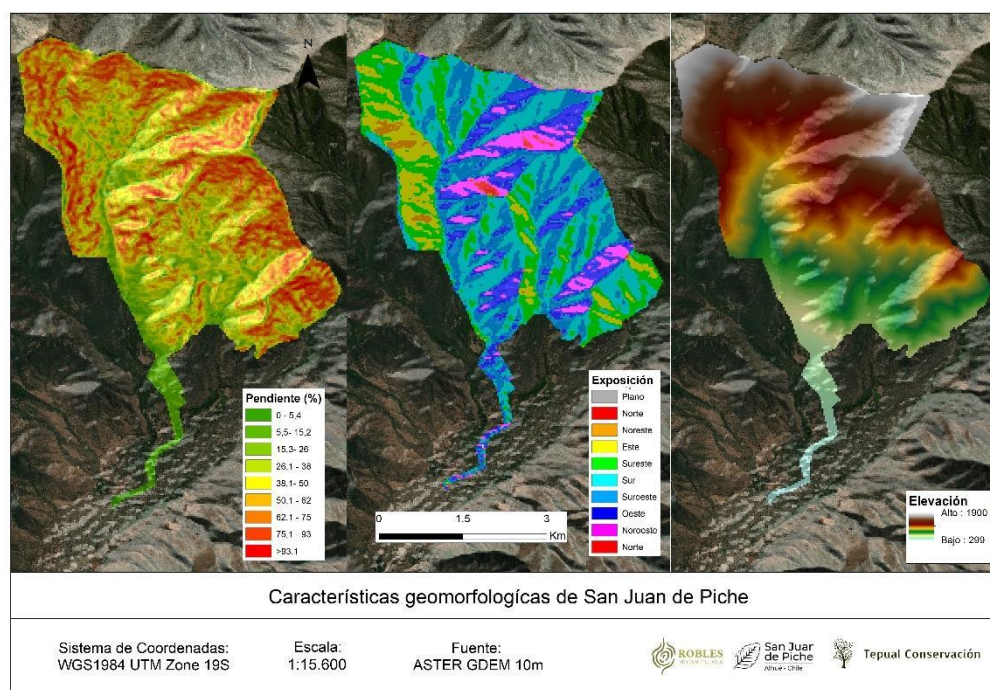 N
Pendiente (%)
0 - 5,4
5,5- 15,2
15,3- 26
26.1 - 38
38,1- 50
50.1 - 62
62.1 - 75
75,1 - 93
>93.1
0
1.5
3
Km
Exposición
Plano
Norte
Noreste
Este
Sureste
Sur
Suroeste
Oeste
Noroeste
Norte
Elevación
Alto : 1900
Bajo : 299
Características geomorfologícas de San Juan de Piche
Sistema de Coordenadas:
WGS1984 UTM Zone 19S
Escala:
1:15.600
Fuente:
ASTER GDEM 10m
ROBLES
San Juan
de Piche
Alhué - Chile
Tepual Conservación